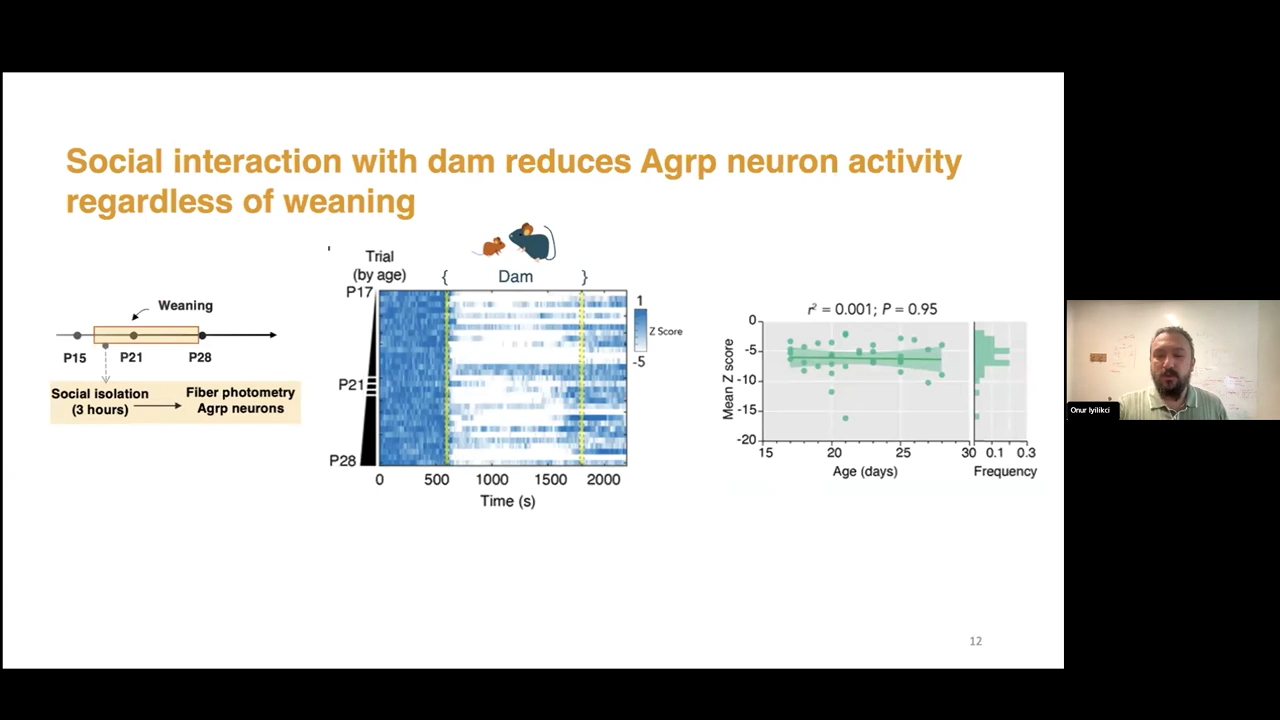 Social interaction with dam reduces Agrp neuron activity
regardless of weaning
Weaning
P15
P21
P28
Social isolation
(3 hours)
Fiber photometry
Agrp neurons
Trial
(by age)
{ Dam }
P17
P21
P28
0
500
1000
1500
2000
Time (s)
1
Z Score
-5
r² = 0.001; P = 0.95
Mean Z score
0
-5
-10
-15
-20
15
20
25
30
Age (days)
0.1
0.3
Frequency
12
Onur Iyilikci